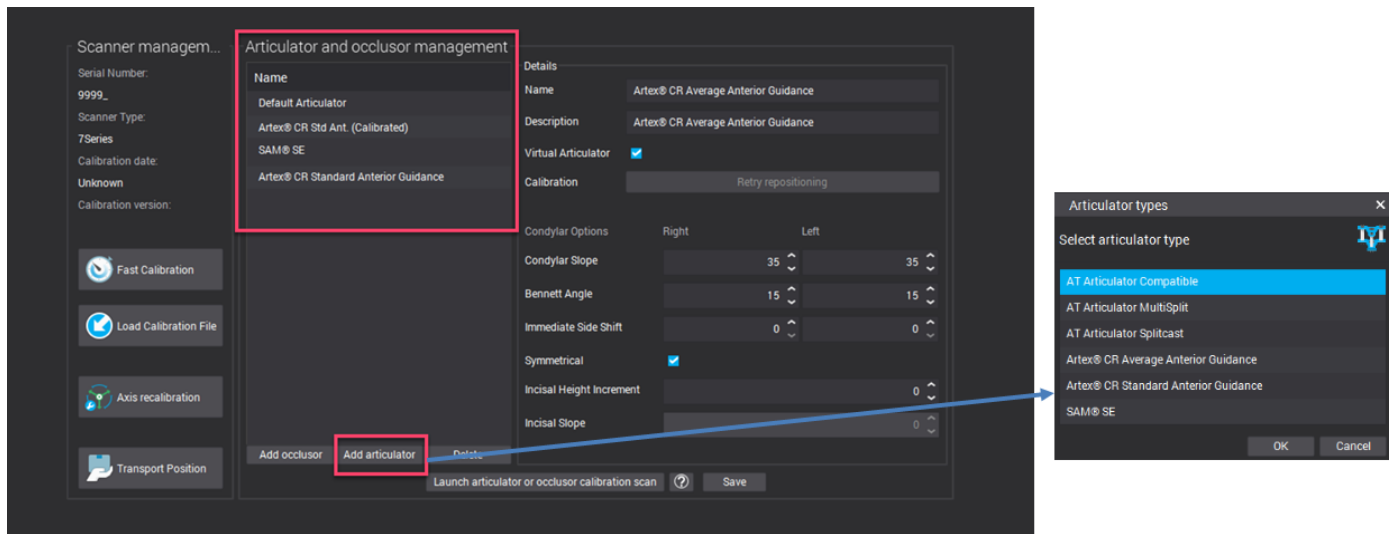 Scanner managem...
Serial Number:
9999_
Scanner Type:
7Series
Calibration date:
Unknown
Calibration version:
Fast Calibration
Load Calibration File
Axis recalibration
Transport Position
Articulator and occlusor management
Name
Default Articulator
Artex® CR Std Ant. (Calibrated)
SAM® SE
Artex® CR Standard Anterior Guidance
Add occlusor Add articulator Delete
Details
Name Artex® CR Average Anterior Guidance
Description Artex® CR Average Anterior Guidance
Virtual Articulator
Calibration Retry repositioning
Condylar Options Right Left
Condylar Slope 35 35
Bennett Angle 15 15
Immediate Side Shift 0 0
Symmetrical
Incisal Height Increment 0
Incisal Slope 0
Launch articulator or occlusor calibration scan ? Save
Articulator types ×
Select articulator type
AT Articulator Compatible
AT Articulator MultiSplit
AT Articulator Splitcast
Artex® CR Average Anterior Guidance
Artex® CR Standard Anterior Guidance
SAM® SE
OK Cancel